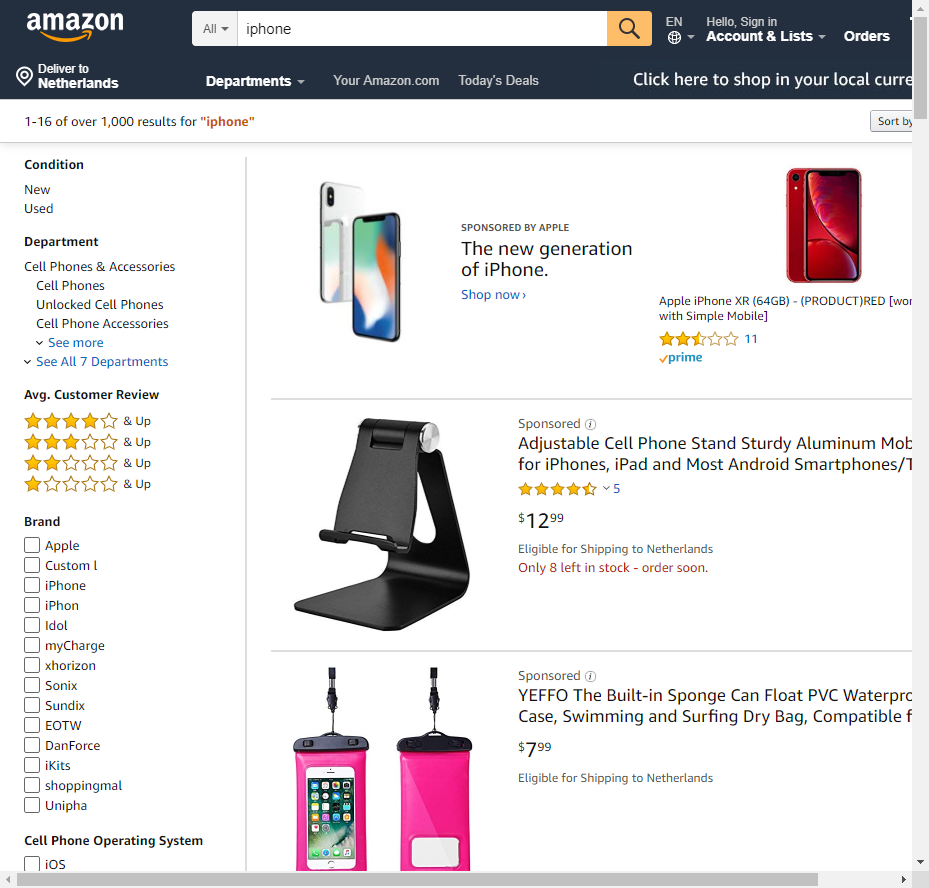 amazon
All
iphone
EN
Hello, Sign in
Account & Lists
Orders
Deliver to
Netherlands
Departments
Your Amazon.com
Today's Deals
Click here to shop in your local curre
1-16 of over 1,000 results for "iphone"
Sort by
Condition
New
Used
Department
Cell Phones & Accessories
Cell Phones
Unlocked Cell Phones
Cell Phone Accessories
See more
See All 7 Departments
Avg. Customer Review
& Up
& Up
& Up
& Up
Brand
Apple
Custom l
iPhone
iPhon
Idol
myCharge
xhorizon
Sonix
Sundix
EOTW
DanForce
iKits
shoppingmal
Unipha
Cell Phone Operating System
iOS
SPONSORED BY APPLE
The new generation
of iPhone.
Shop now ›
Apple iPhone XR (64GB) - (PRODUCT)RED [wor
with Simple Mobile]
11
prime
Sponsored
Adjustable Cell Phone Stand Sturdy Aluminum Mob
for iPhones, iPad and Most Android Smartphones/T
5
$1299
Eligible for Shipping to Netherlands
Only 8 left in stock - order soon.
Sponsored
YEFFO The Built-in Sponge Can Float PVC Waterpro
Case, Swimming and Surfing Dry Bag, Compatible f
$799
Eligible for Shipping to Netherlands